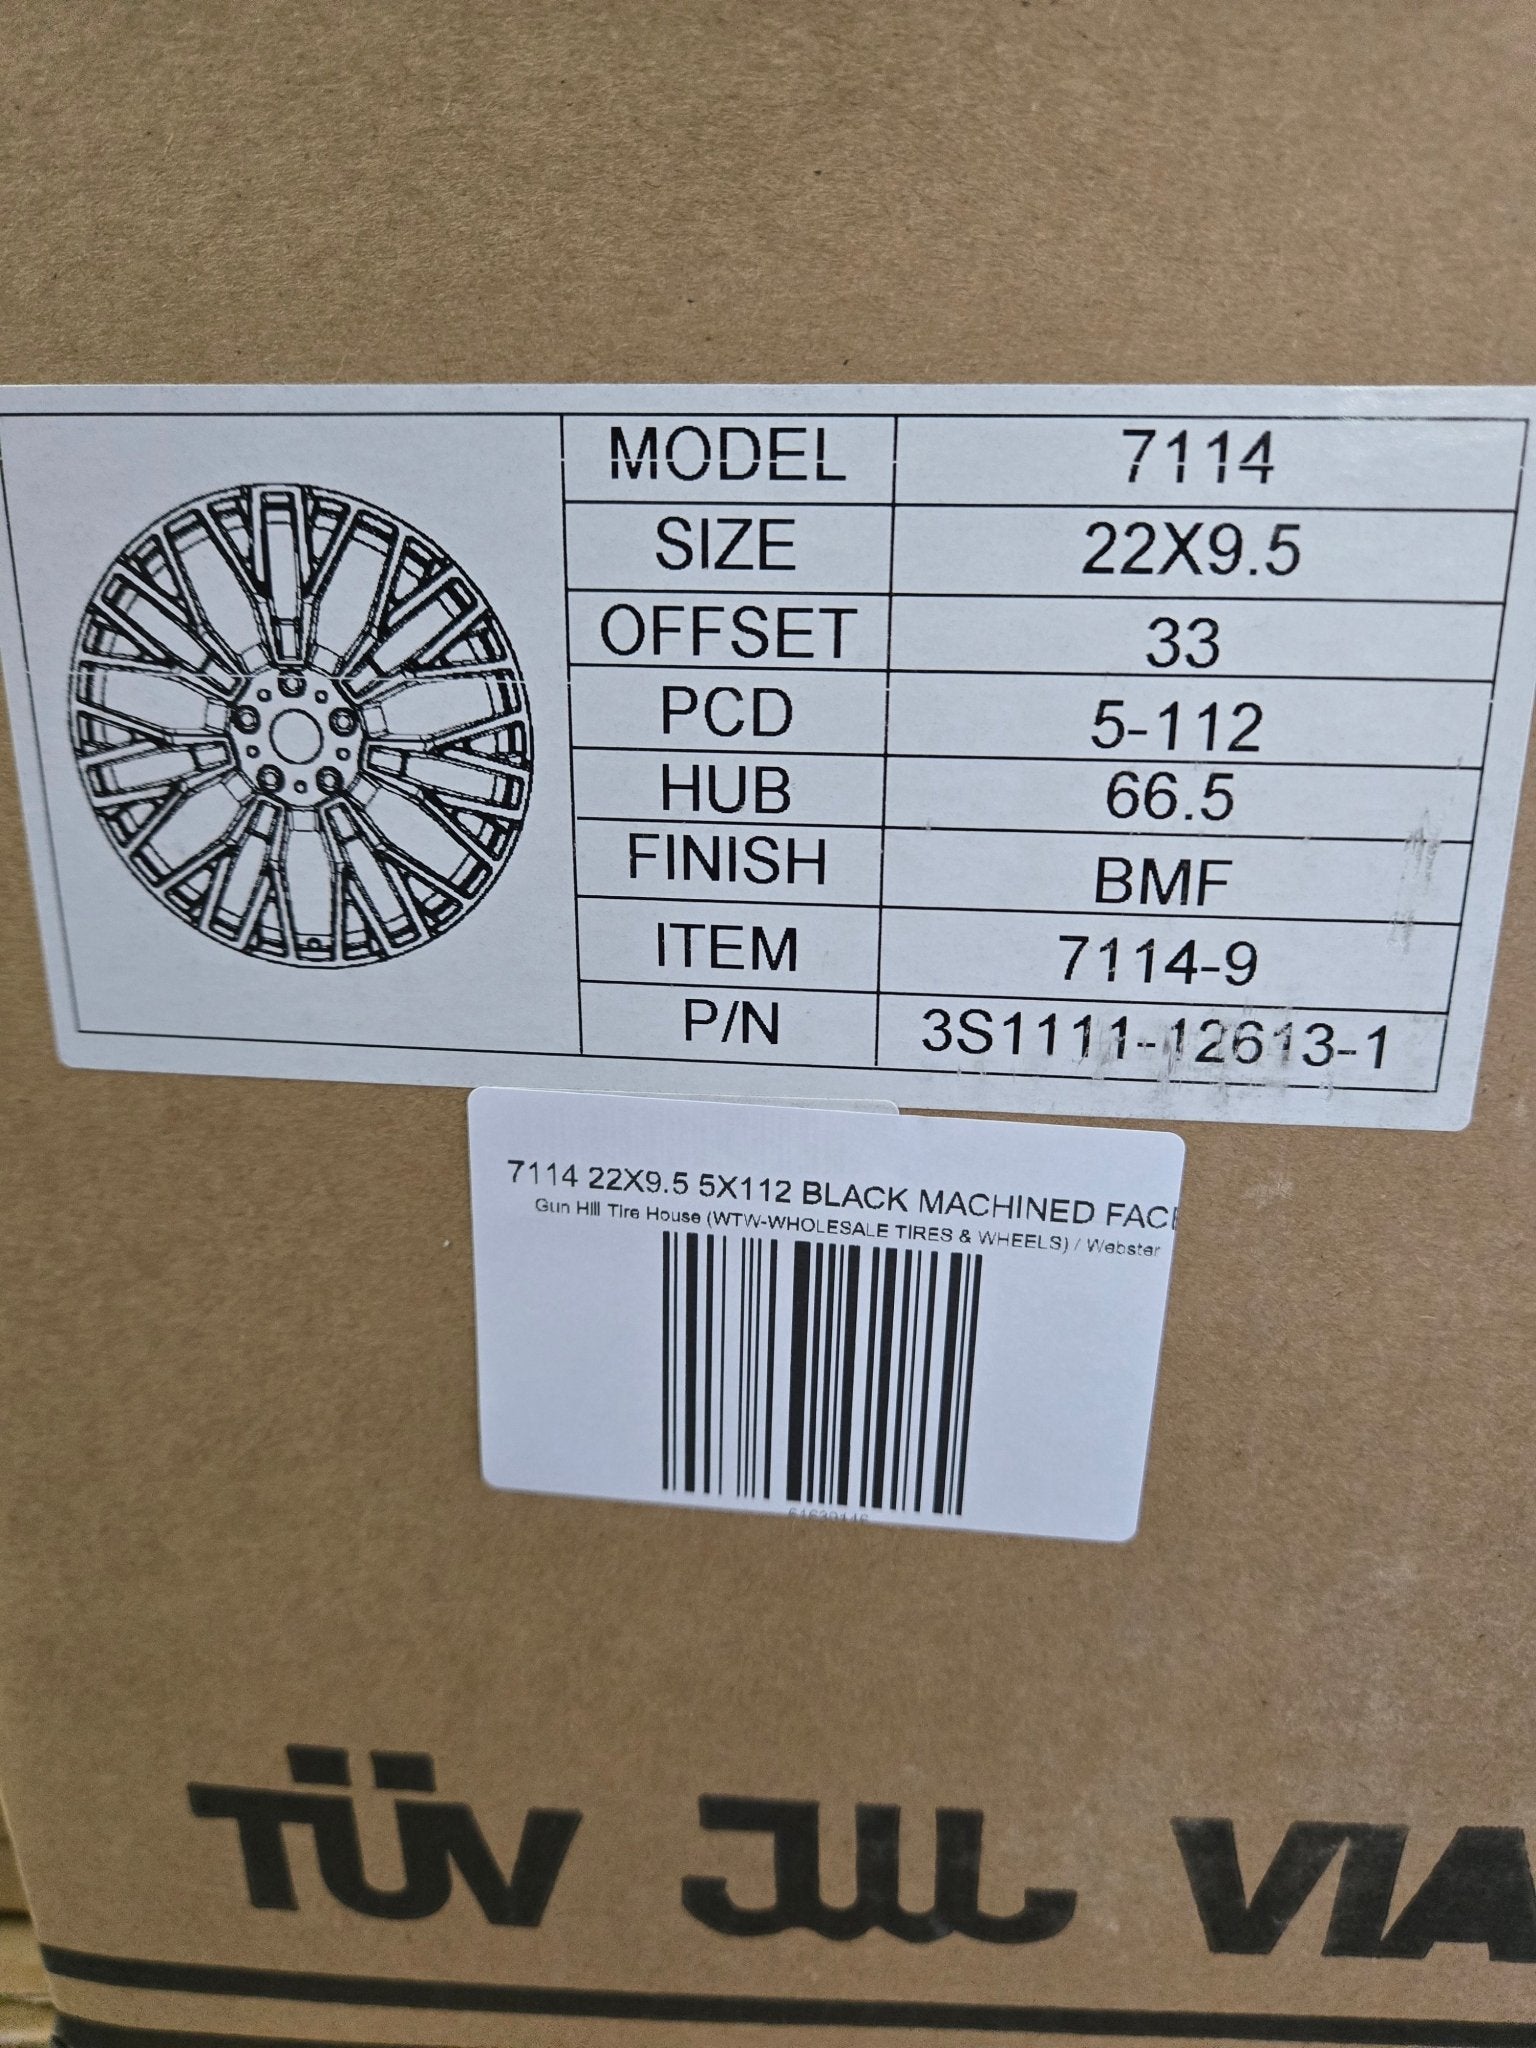 MODEL 7114
SIZE 22X9.5
OFFSET 33
PCD 5-112
HUB 66.5
FINISH BMF
ITEM 7114-9
P/N 3S1111-12613-1
7114 22X9.5 5X112 BLACK MACHINED FACE
Gun Hill Tire House (WTW-WHOLESALE TIRES & WHEELS) / Webster
61639146
TÜV JWL VIA